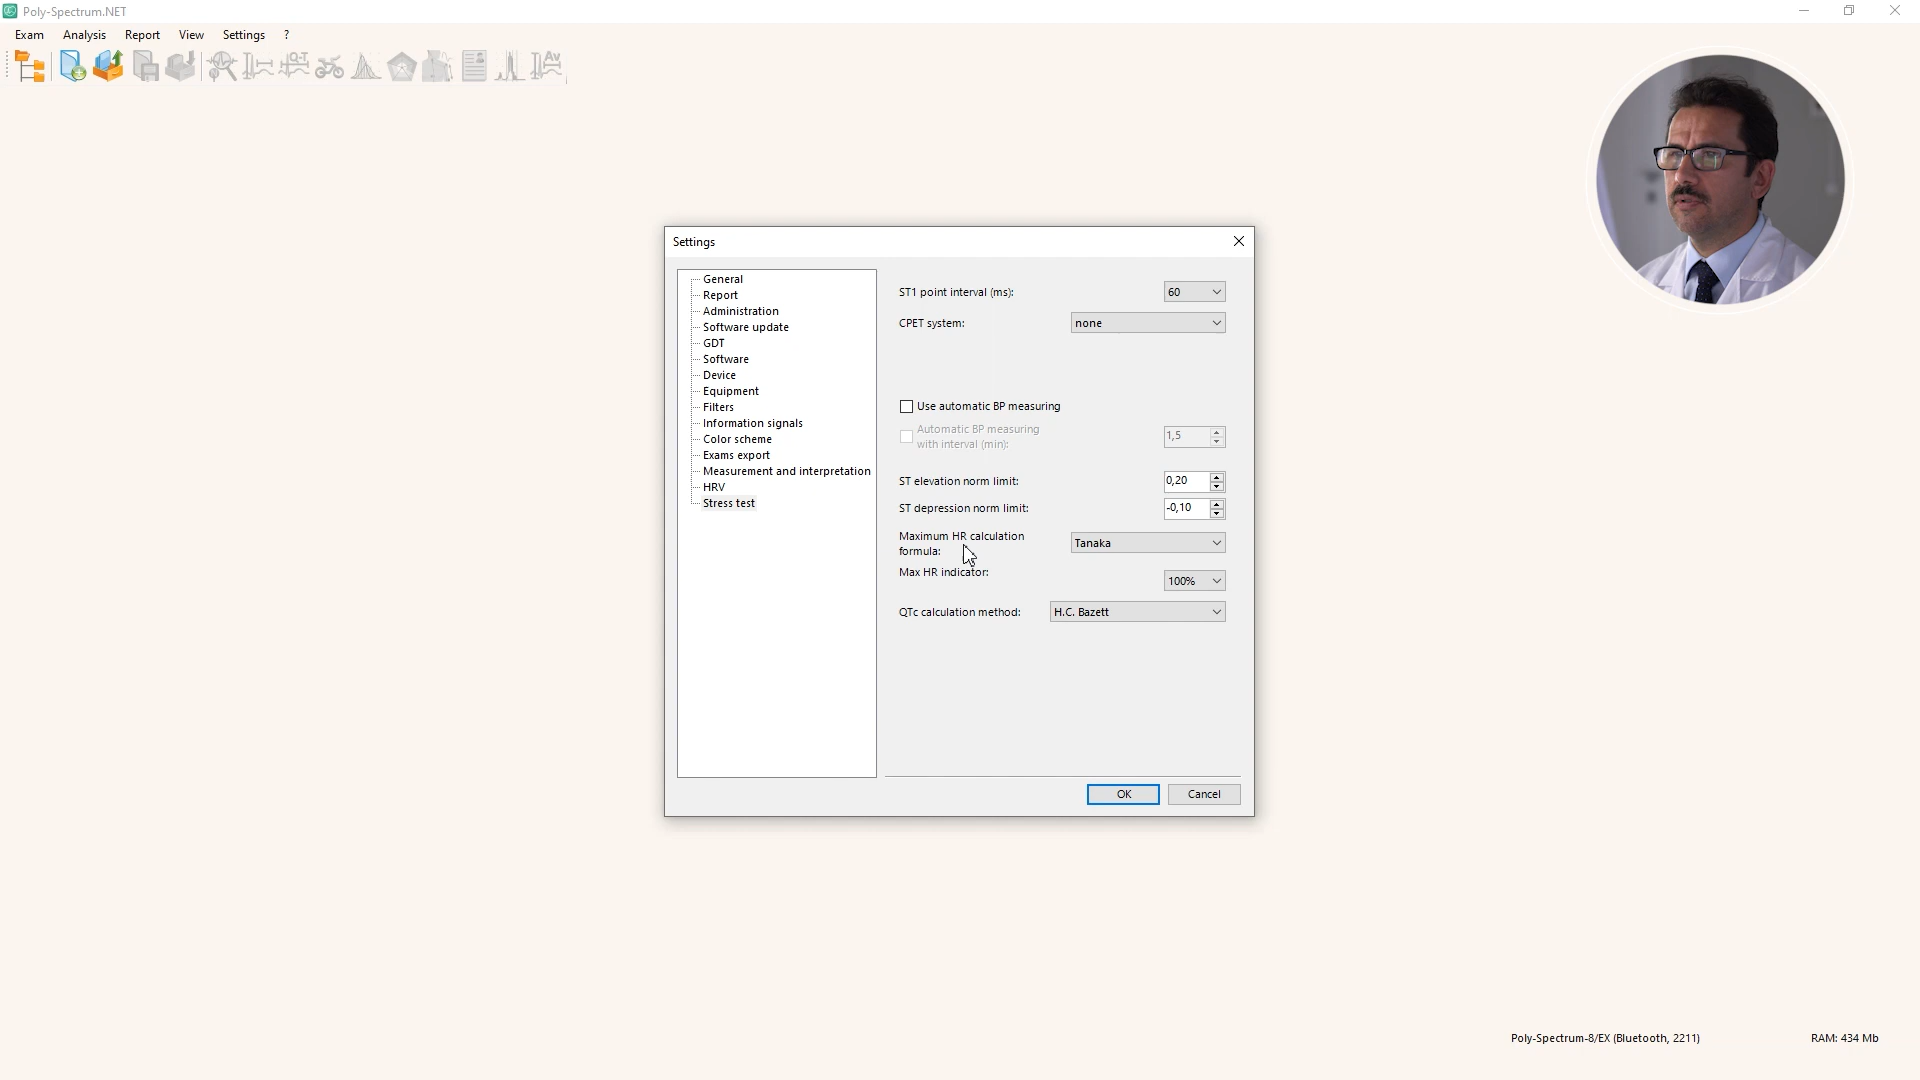 Poly-Spectrum.NET
Exam Analysis Report View Settings ?
Settings
General
Report
Administration
Software update
GDT
Software
Device
Equipment
Filters
Information signals
Color scheme
Exams export
Measurement and interpretation
HRV
Stress test
ST1 point interval (ms): 60
CPET system: none
Use automatic BP measuring
Automatic BP measuring
with interval (min): 1,5
ST elevation norm limit: 0,20
ST depression norm limit: -0,10
Maximum HR calculation
formula: Tanaka
Max HR indicator: 100%
QTc calculation method: H.C. Bazett
OK Cancel
Poly-Spectrum-8/EX (Bluetooth, 2211) RAM: 434 Mb